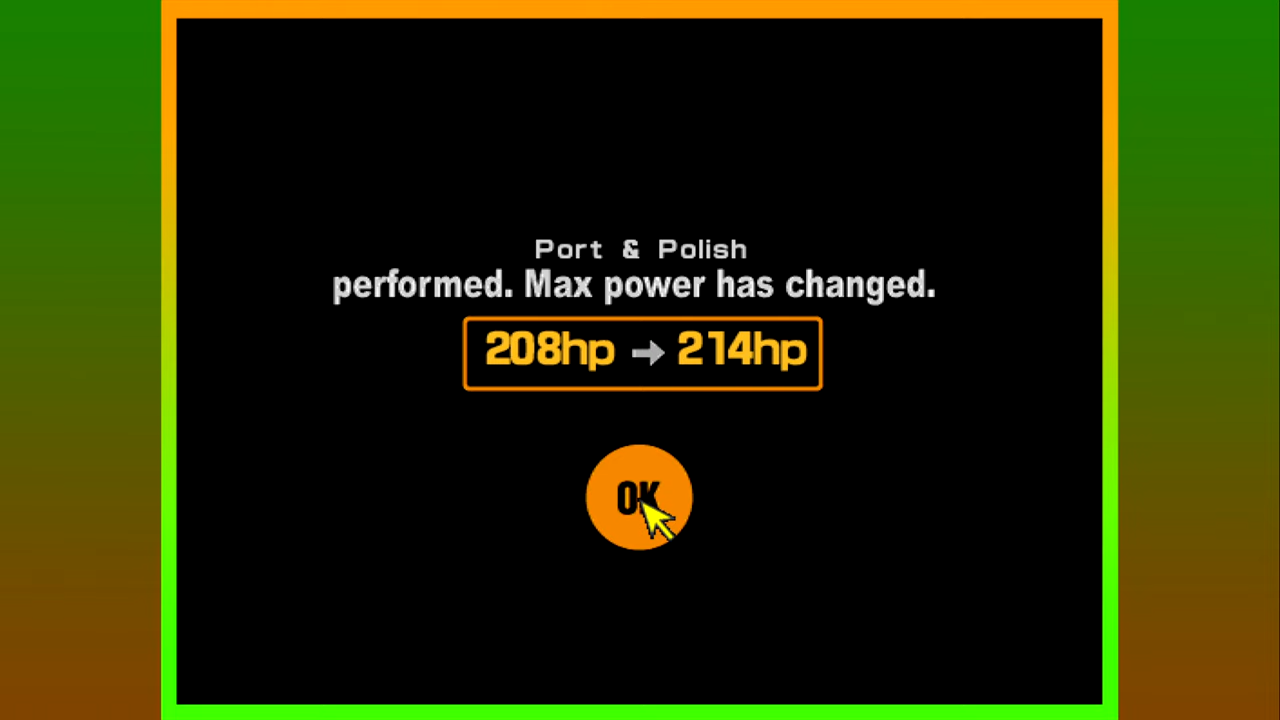 Port & Polish
performed. Max power has changed.
208hp → 214hp
OK